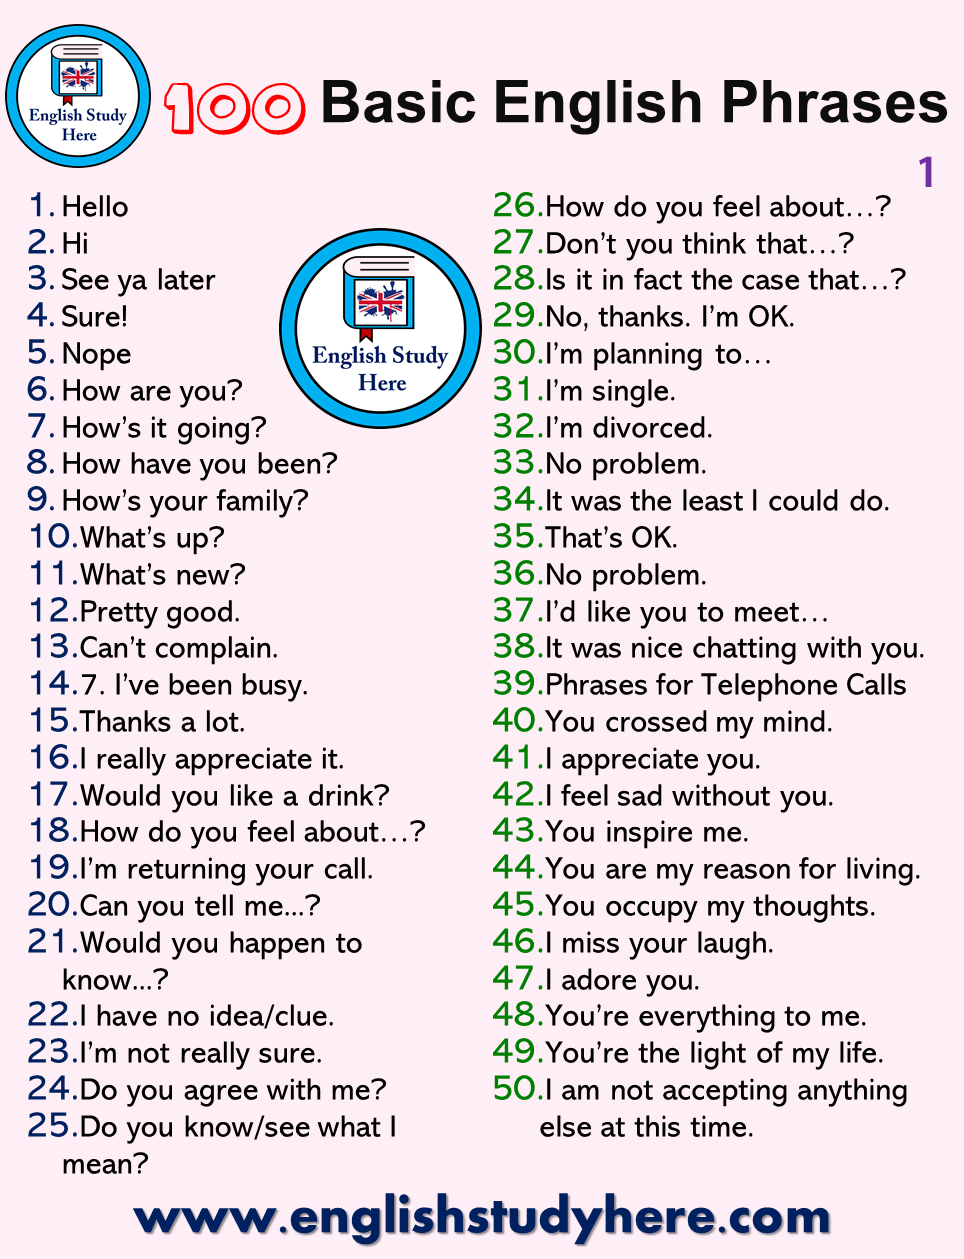 English Study
Here
100 Basic English Phrases
1
1. Hello
2. Hi
3. See ya later
4. Sure!
5. Nope
6. How are you?
7. How’s it going?
8. How have you been?
9. How’s your family?
10.What’s up?
11.What’s new?
12.Pretty good.
13.Can’t complain.
14.7. I’ve been busy.
15.Thanks a lot.
16.I really appreciate it.
17.Would you like a drink?
18.How do you feel about…?
19.I’m returning your call.
20.Can you tell me...?
21.Would you happen to
know...?
22.I have no idea/clue.
23.I’m not really sure.
24.Do you agree with me?
25.Do you know/see what I
mean?
English Study
Here
26.How do you feel about…?
27.Don’t you think that…?
28.Is it in fact the case that…?
29.No, thanks. I’m OK.
30.I’m planning to…
31.I’m single.
32.I’m divorced.
33.No problem.
34.It was the least I could do.
35.That’s OK.
36.No problem.
37.I’d like you to meet…
38.It was nice chatting with you.
39.Phrases for Telephone Calls
40.You crossed my mind.
41.I appreciate you.
42.I feel sad without you.
43.You inspire me.
44.You are my reason for living.
45.You occupy my thoughts.
46.I miss your laugh.
47.I adore you.
48.You’re everything to me.
49.You’re the light of my life.
50.I am not accepting anything
else at this time.
www.englishstudyhere.com